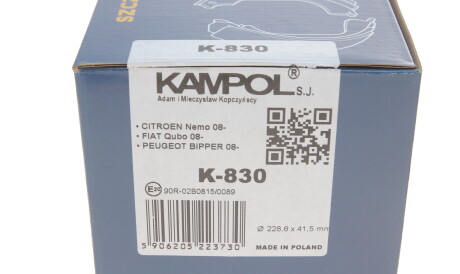 SZCZ
K-830
KAMPOL® S.J.
Adam i Mieczysław Kopczyńscy
• CITROEN Nemo 08-
• FIAT Qubo 08-
• PEUGEOT BIPPER 08-
K-830
E20 90R-02B0815/0089
Ø 228.6 x 41.5 mm
5 906205 223730
MADE IN POLAND